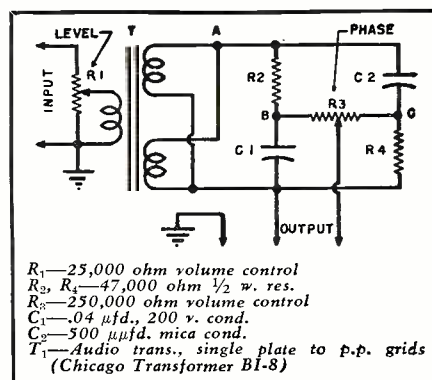 LEVEL T A PHASE
INPUT R1 R2 R3 C2
B G
C1 R4
OUTPUT
R₁—25,000 ohm volume control
R₂, R₄—47,000 ohm ½ w. res.
R₃—250,000 ohm volume control
C₁—.04 µfd., 200 v. cond.
C₂—500 µµfd. mica cond.
T₁—Audio trans., single plate to p.p. grids
(Chicago Transformer BI-8)